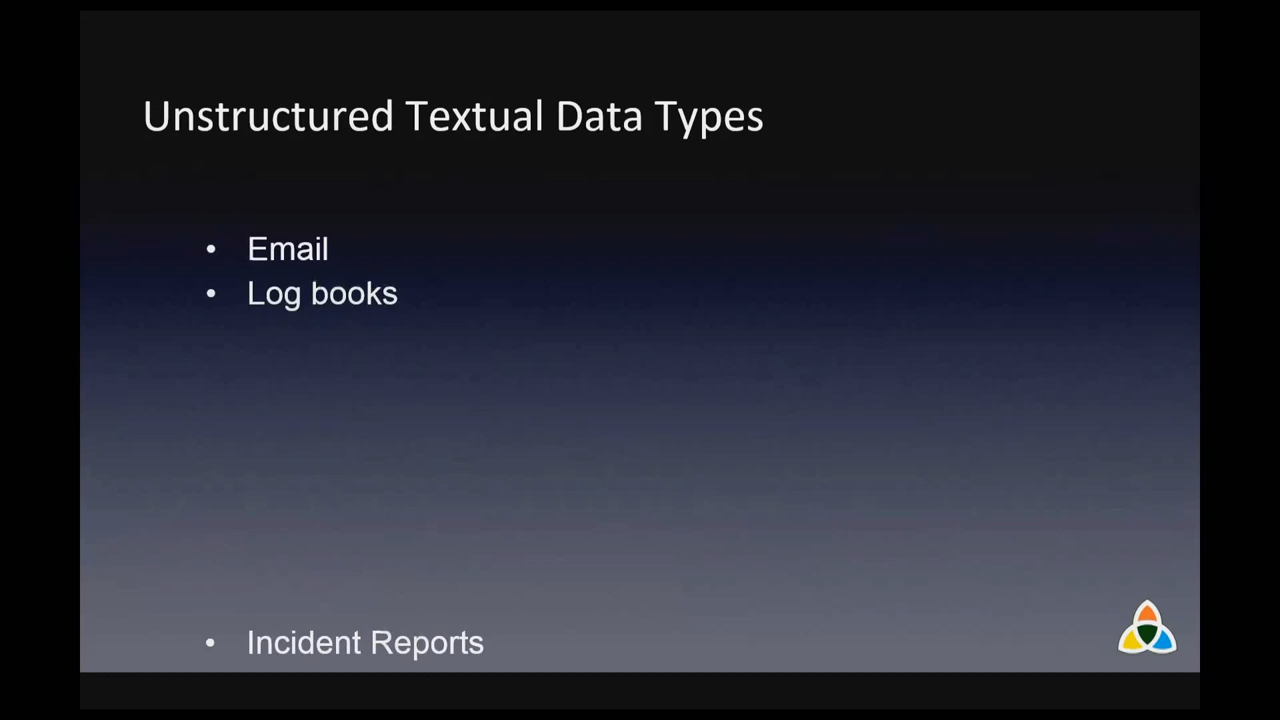 Unstructured Textual Data Types
• Email
• Log books
• Incident Reports